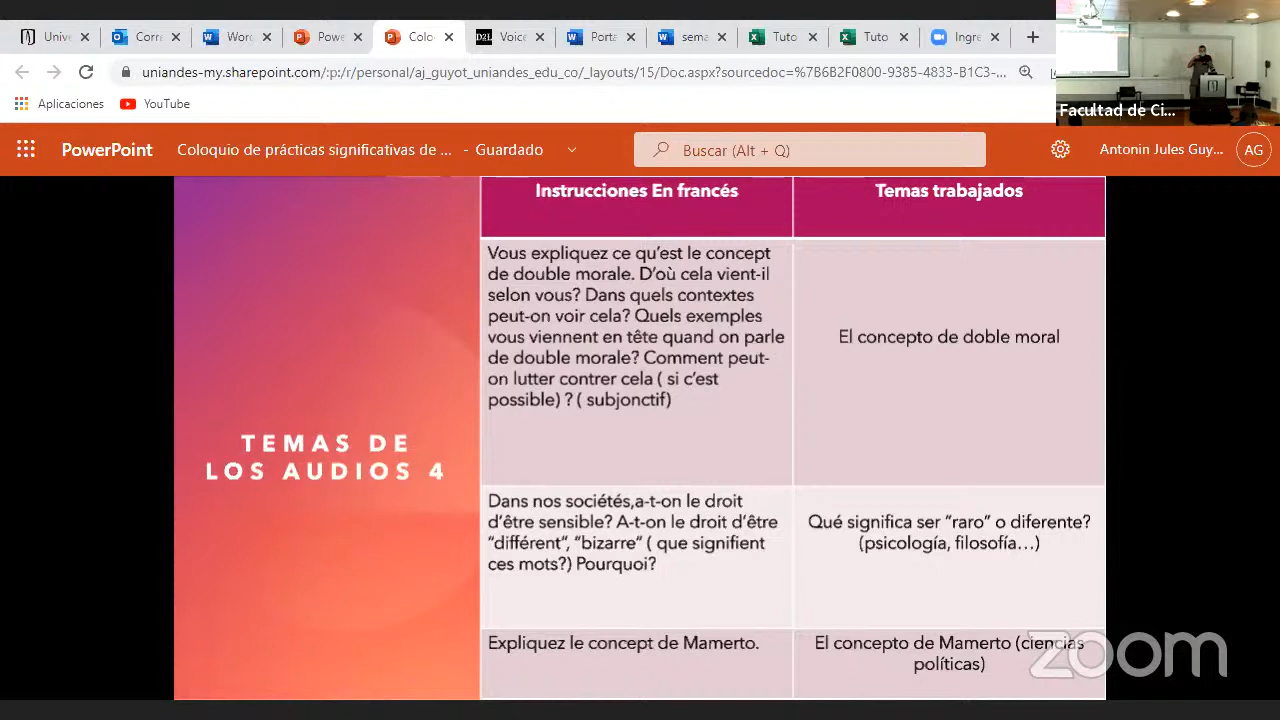 Unive
Corre
Word
Powe
Colo
D2L
Voice
Porta
sema
Tuto
Tuto
Ingre
uniandes-my.sharepoint.com/:p:/r/personal/aj_guyot_uniandes_edu_co/_layouts/15/Doc.aspx?sourcedoc=%7B6B2F0800-9385-4833-B1C3-...
Aplicaciones
YouTube
Facultad de Ci...
PowerPoint
Coloquio de prácticas significativas de ... - Guardado
Buscar (Alt + Q)
Antonin Jules Guy...
AG
TEMAS DE
LOS AUDIOS 4
Instrucciones En francés
Temas trabajados
Vous expliquez ce qu'est le concept
de double morale. D'où cela vient-il
selon vous? Dans quels contextes
peut-on voir cela? Quels exemples
vous viennent en tête quand on parle
de double morale? Comment peut-
on lutter contrer cela ( si c'est
possible) ? ( subjonctif)
El concepto de doble moral
Dans nos sociétés,a-t-on le droit
d'être sensible? A-t-on le droit d'être
"différent", "bizarre" ( que signifient
ces mots?) Pourquoi?
Qué significa ser "raro" o diferente?
(psicología, filosofía...)
Expliquez le concept de Mamerto.
El concepto de Mamerto (ciencias
políticas)
zoom